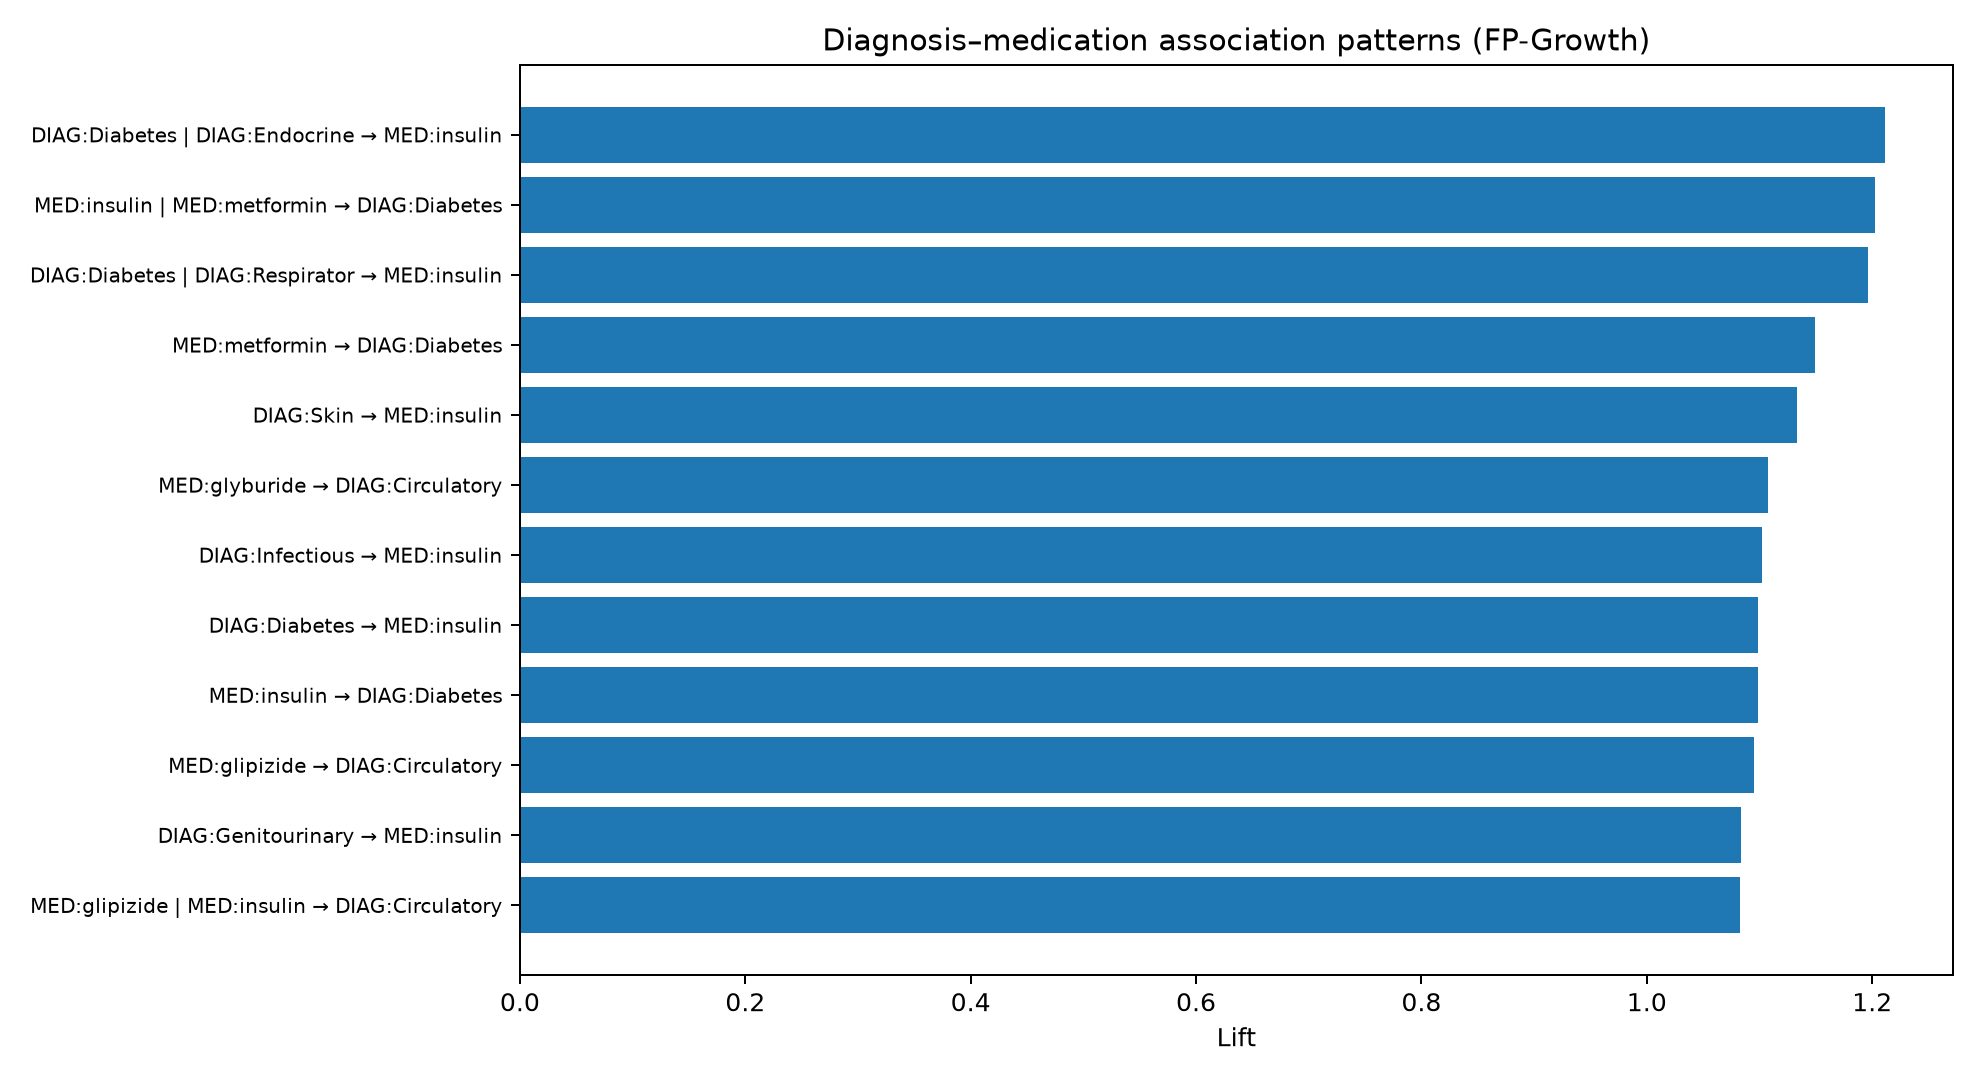 Diagnosis–medication association patterns (FP-Growth)
DIAG:Diabetes | DIAG:Endocrine → MED:insulin
MED:insulin | MED:metformin → DIAG:Diabetes
DIAG:Diabetes | DIAG:Respirator → MED:insulin
MED:metformin → DIAG:Diabetes
DIAG:Skin → MED:insulin
MED:glyburide → DIAG:Circulatory
DIAG:Infectious → MED:insulin
DIAG:Diabetes → MED:insulin
MED:insulin → DIAG:Diabetes
MED:glipizide → DIAG:Circulatory
DIAG:Genitourinary → MED:insulin
MED:glipizide | MED:insulin → DIAG:Circulatory
0.0 0.2 0.4 0.6 0.8 1.0 1.2
Lift